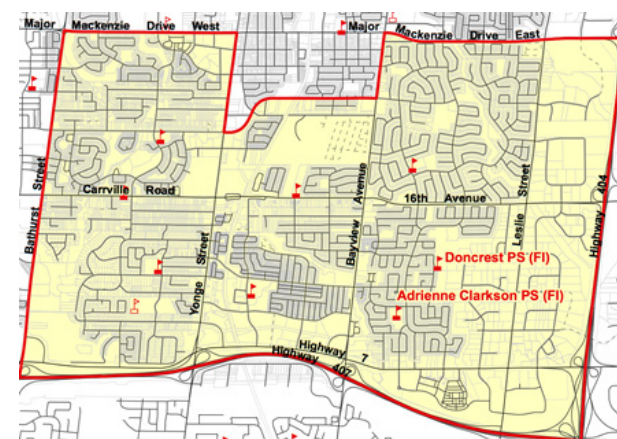 Major Mackenzie Drive West
Major Mackenzie Drive East
Bathurst Street
Carrville Road
Yonge Street
Bayview Avenue
16th Avenue
Leslie Street
Highway 404
Doncrest PS (FI)
Adrienne Clarkson PS (FI)
Highway 7
Highway 407